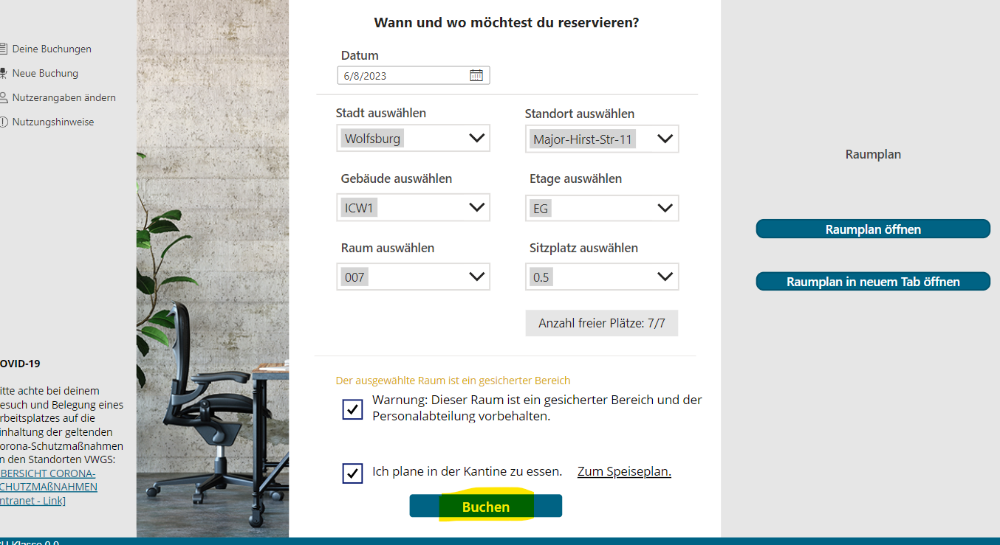 Wann und wo möchtest du reservieren?
Deine Buchungen
Neue Buchung
Nutzerangaben ändern
Nutzungshinweise
Datum
6/8/2023
Stadt auswählen
Standort auswählen
Wolfsburg
Major-Hirst-Str-11
Gebäude auswählen
Etage auswählen
ICW1
EG
Raum auswählen
Sitzplatz auswählen
007
0.5
Anzahl freier Plätze: 7/7
Der ausgewählte Raum ist ein gesicherter Bereich
Warnung: Dieser Raum ist ein gesicherter Bereich und der
Personalabteilung vorbehalten.
Ich plane in der Kantine zu essen. Zum Speiseplan.
Buchen
Raumplan
Raumplan öffnen
Raumplan in neuem Tab öffnen
OVID-19
itte achte bei deinem
esuch und Belegung eines
rbeitsplatzes auf die
inhaltung der geltenden
orona-Schutzmaßnahmen
n den Standorten VWGS:
BERSICHT CORONA-
CHUTZMAßNAHMEN
ntranet - Link]
Klasse 0.0